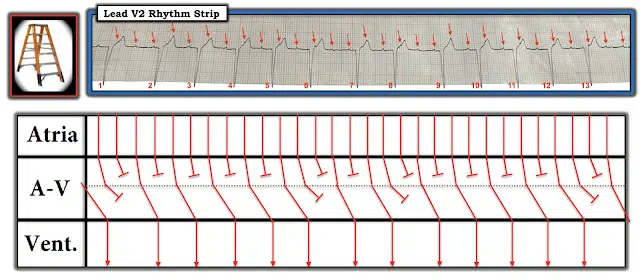 Lead V2 Rhythm Strip
1 2 3 4 5 6 7 8 9 10 11 12 13
Atria
A-V
Vent.